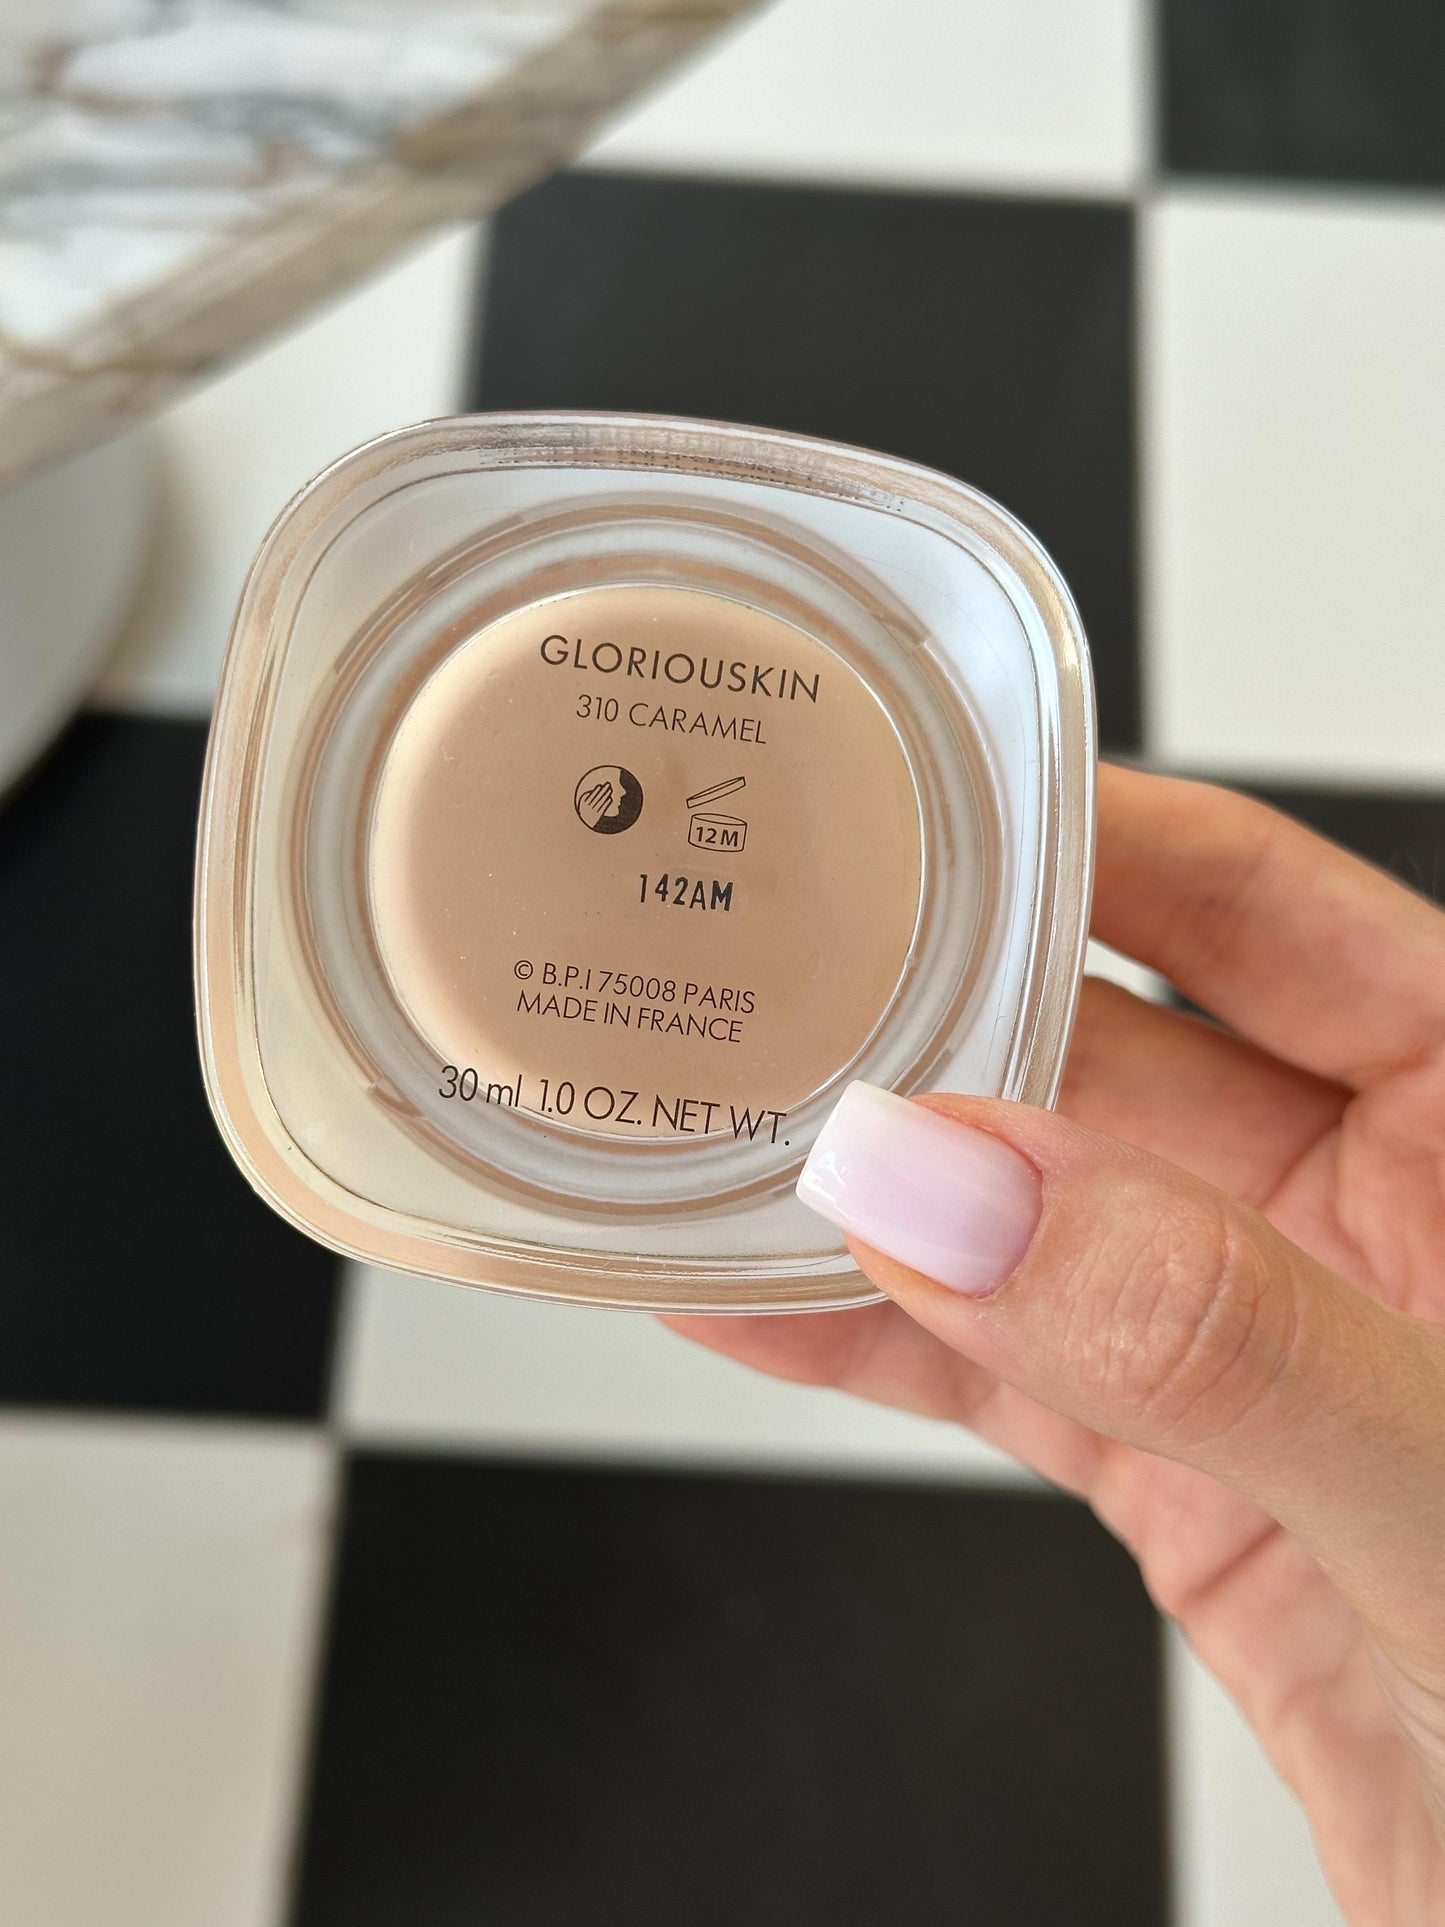 GLORIOUSKIN
310 CARAMEL
12M
142AM
© B.P.I 75008 PARIS
MADE IN FRANCE
30 ml 1.0 OZ. NET WT.